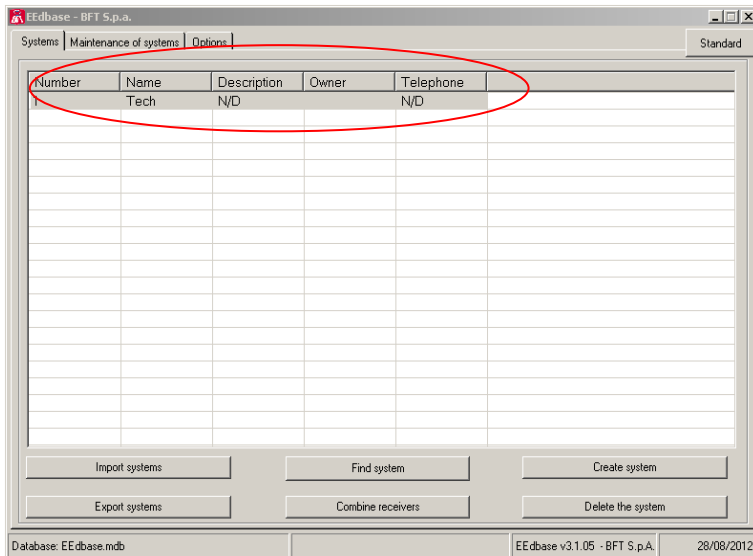 EEdbase - BFT S.p.a.
Systems Maintenance of systems Options Standard
Number Name Description Owner Telephone
1 Tech N/D N/D
Import systems Find system Create system
Export systems Combine receivers Delete the system
Database: EEdbase.mdb EEdbase v3.1.05 - BFT S.p.A. 28/08/2012